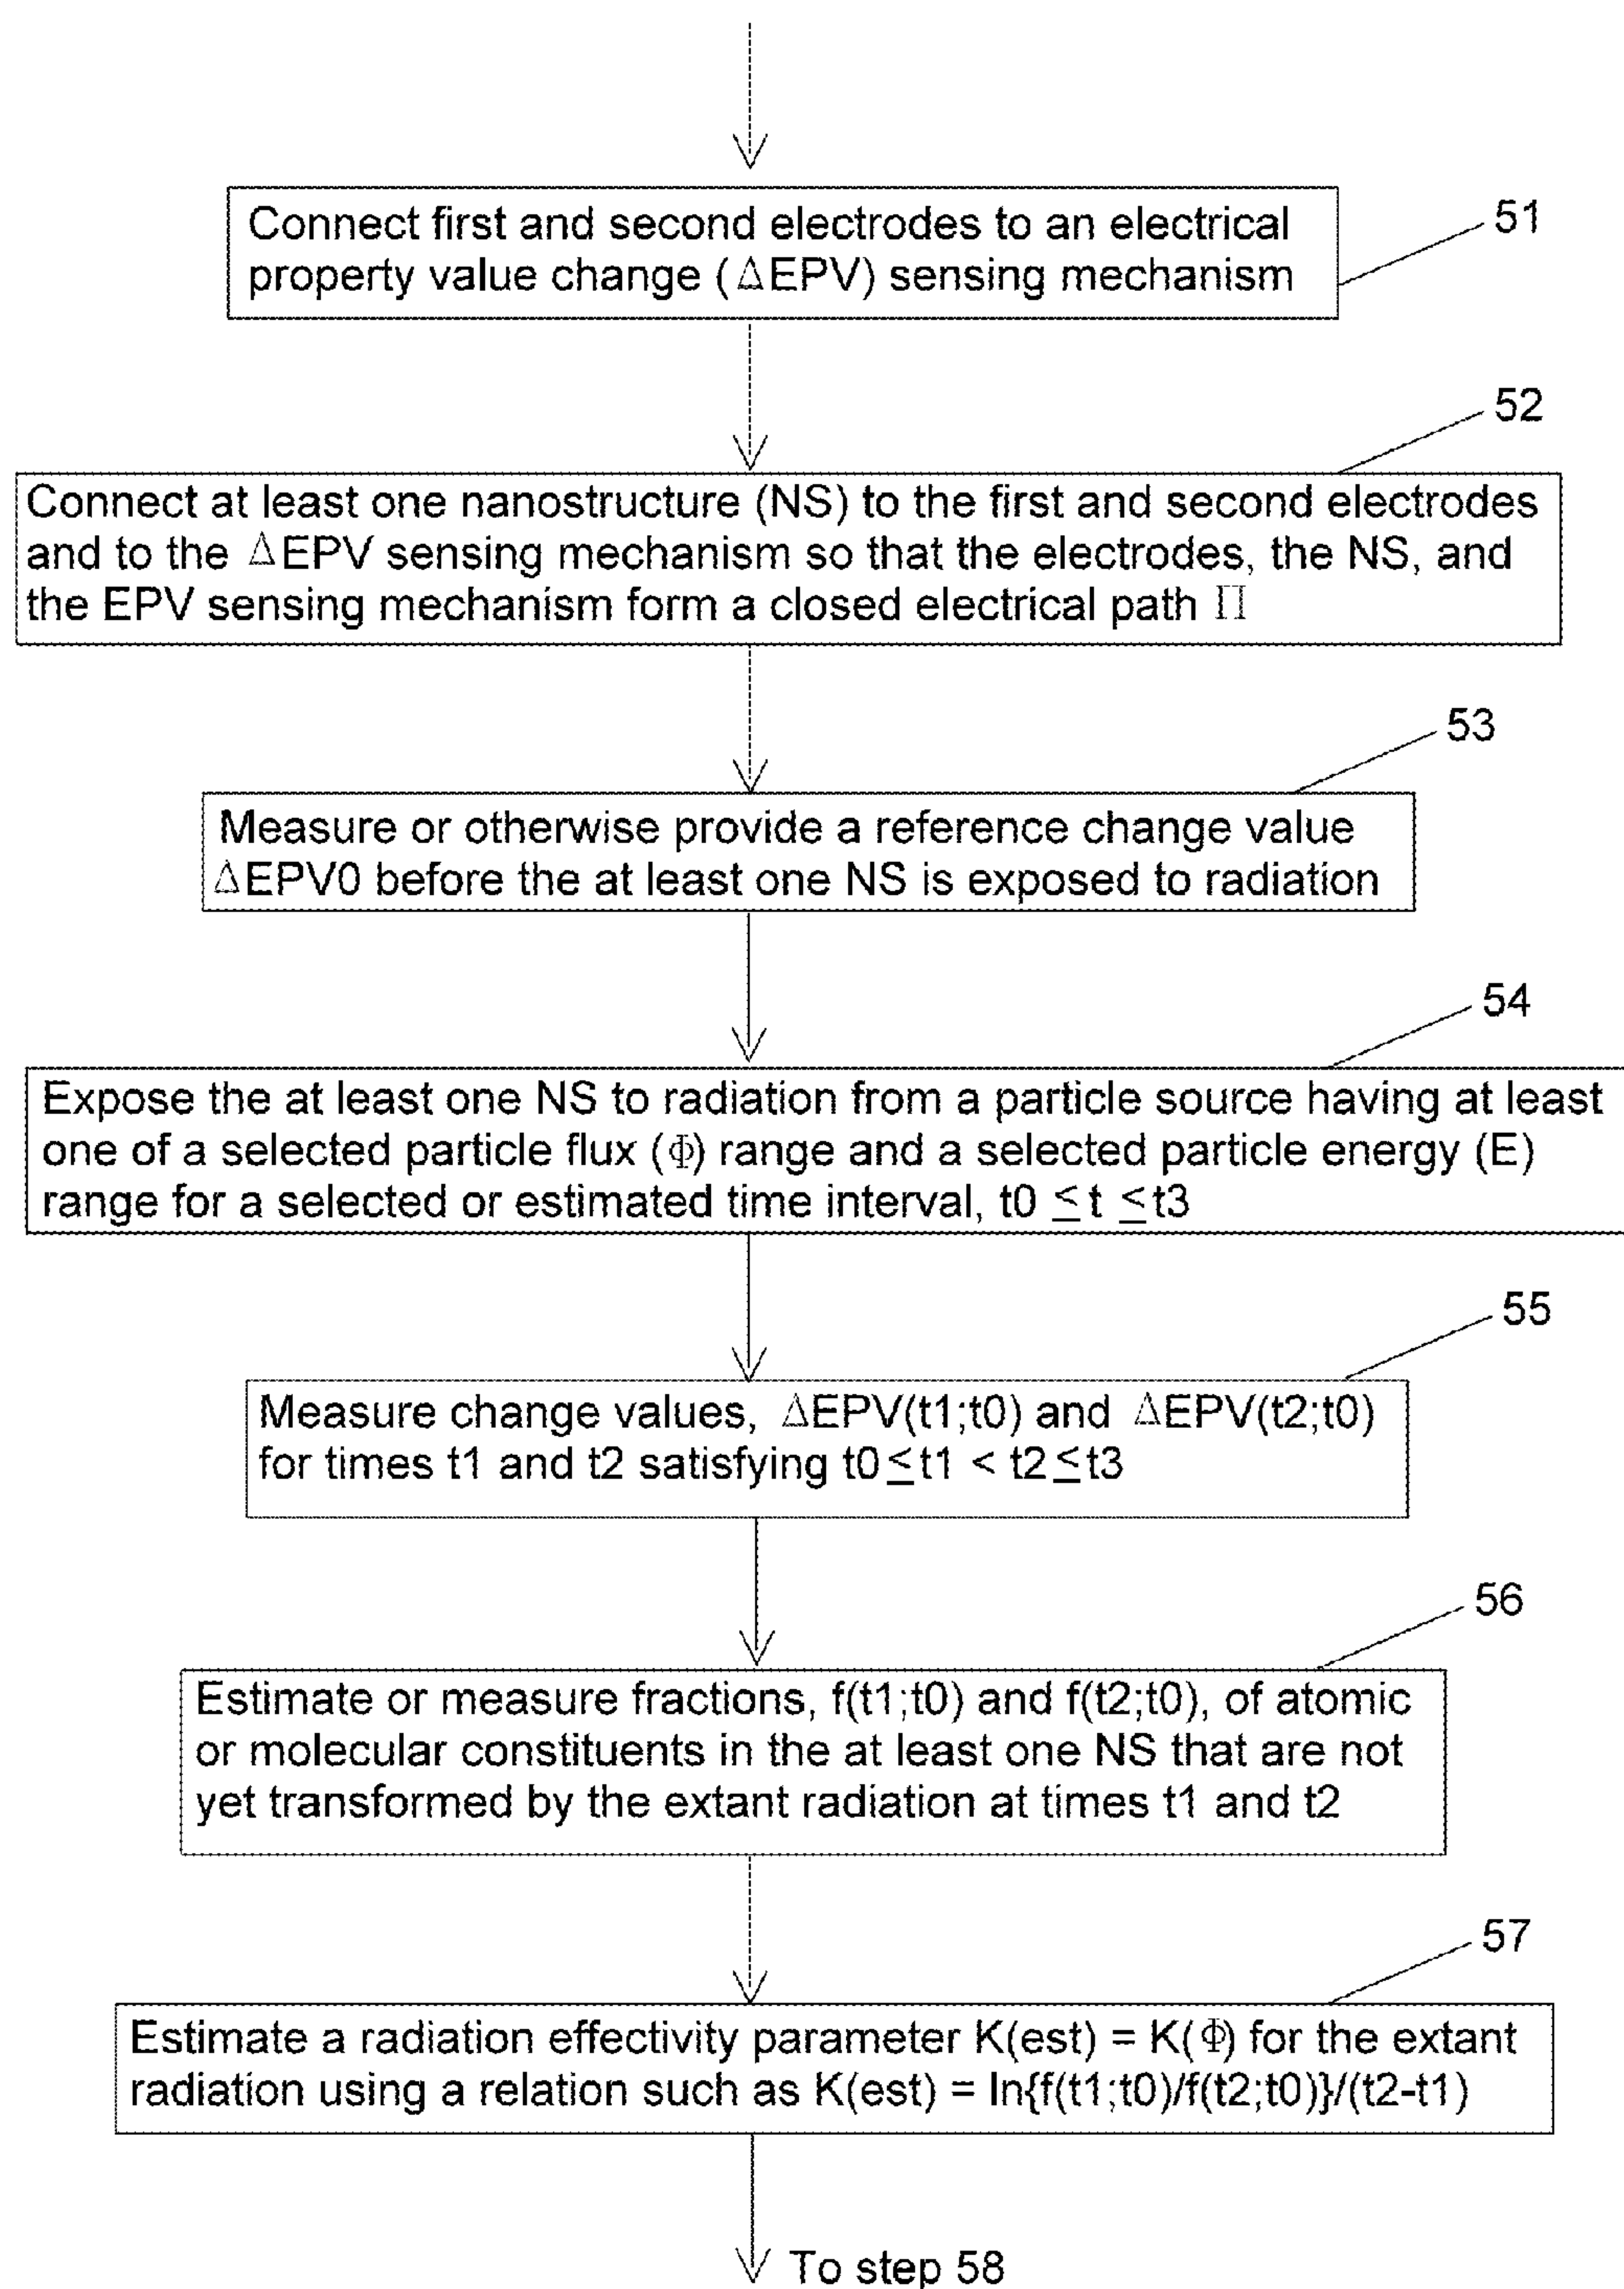 51
Connect first and second electrodes to an electrical
property value change (ΔEPV) sensing mechanism
52
Connect at least one nanostructure (NS) to the first and second electrodes
and to the ΔEPV sensing mechanism so that the electrodes, the NS, and
the EPV sensing mechanism form a closed electrical path Π
53
Measure or otherwise provide a reference change value
ΔEPV0 before the at least one NS is exposed to radiation
54
Expose the at least one NS to radiation from a particle source having at least
one of a selected particle flux (Φ) range and a selected particle energy (E)
range for a selected or estimated time interval, t0 ≤ t ≤ t3
55
Measure change values, ΔEPV(t1;t0) and ΔEPV(t2;t0)
for times t1 and t2 satisfying t0 ≤ t1 < t2 ≤ t3
56
Estimate or measure fractions, f(t1;t0) and f(t2;t0), of atomic
or molecular constituents in the at least one NS that are not
yet transformed by the extant radiation at times t1 and t2
57
Estimate a radiation effectivity parameter K(est) = K(Φ) for the extant
radiation using a relation such as K(est) = ln{f(t1;t0)/f(t2;t0)}/(t2-t1)
To step 58